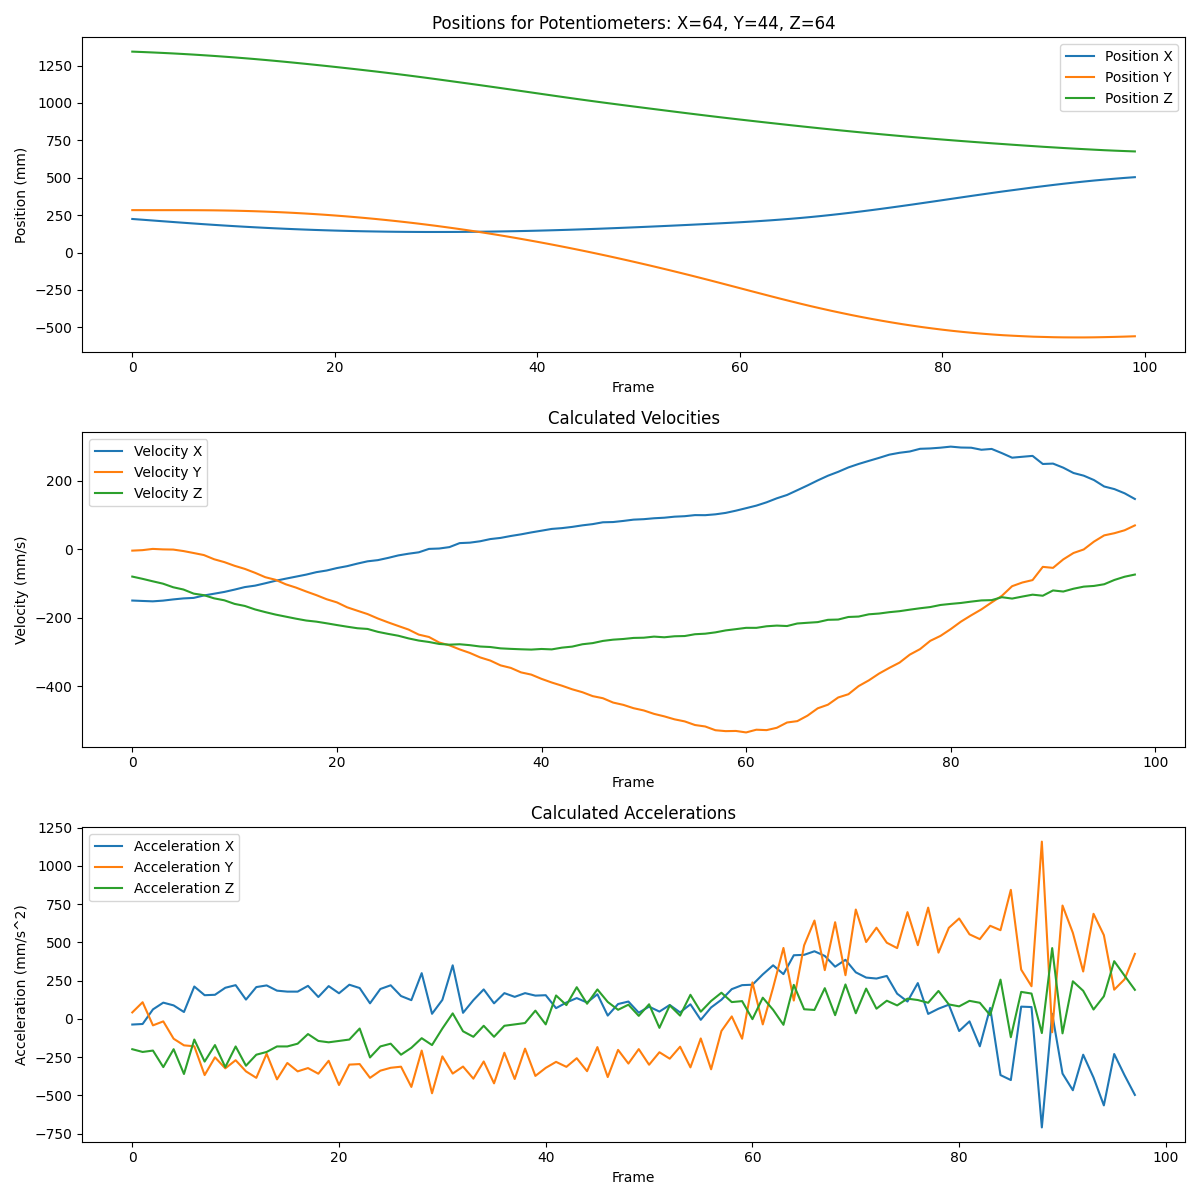 Positions for Potentiometers: X=64, Y=44, Z=64
Position (mm)
1250
1000
750
500
250
0
−250
−500
Position X
Position Y
Position Z
0 20 40 60 80 100
Frame
Calculated Velocities
Velocity (mm/s)
200
0
−200
−400
Velocity X
Velocity Y
Velocity Z
0 20 40 60 80 100
Frame
Calculated Accelerations
Acceleration (mm/s^2)
1250
1000
750
500
250
0
−250
−500
−750
Acceleration X
Acceleration Y
Acceleration Z
0 20 40 60 80 100
Frame